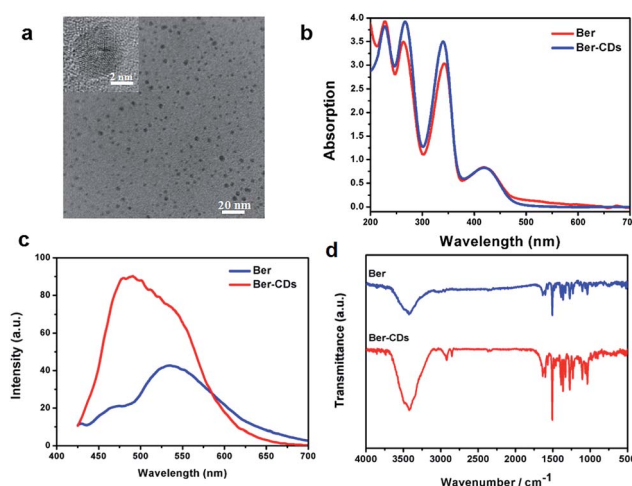 a
2 nm
20 nm
b
Ber
Ber-CDs
Absorption
4.0
3.5
3.0
2.5
2.0
1.5
1.0
0.5
0.0
200 300 400 500 600 700
Wavelength (nm)
c
Ber
Ber-CDs
Intensity (a.u.)
100
80
60
40
20
0
400 450 500 550 600 650 700
Wavelength (nm)
d
Ber
Ber-CDs
Transmittance (a.u.)
4000 3500 3000 2500 2000 1500 1000 500
Wavenumber / cm⁻¹